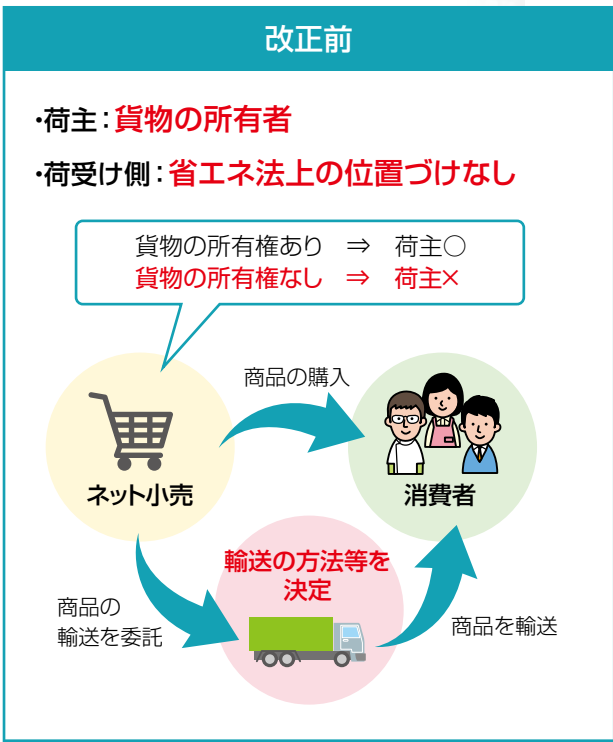 改正前
・荷主：貨物の所有者
・荷受け側：省エネ法上の位置づけなし
貨物の所有権あり ⇒ 荷主○
貨物の所有権なし ⇒ 荷主×
商品の購入
ネット小売
消費者
輸送の方法等を
決定
商品の
輸送を委託
商品を輸送